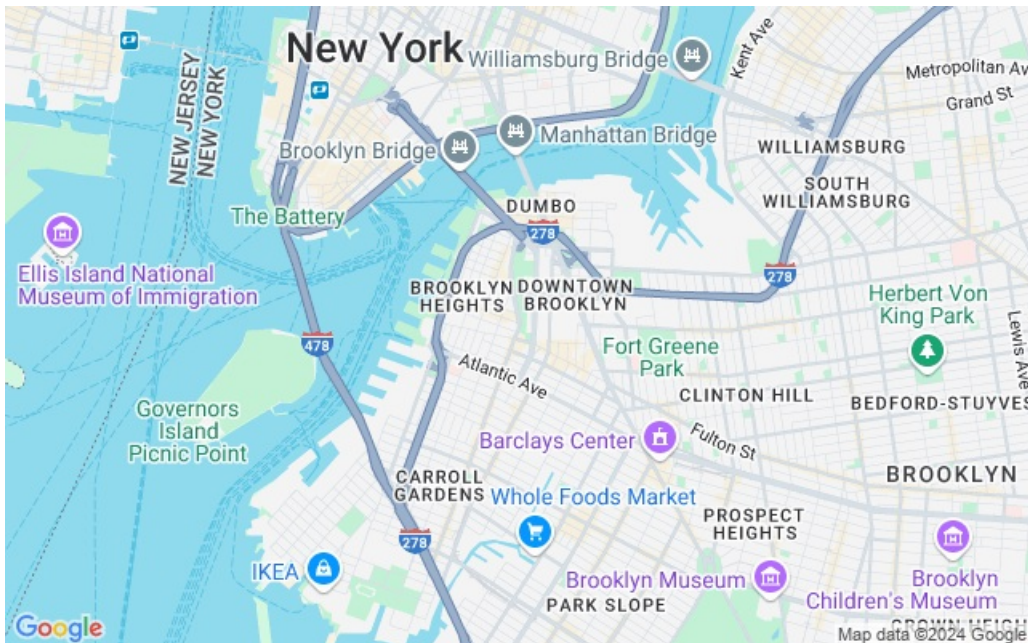 New York
Williamsburg Bridge
Kent Ave
Metropolitan Av
Grand St
NEW JERSEY
NEW YORK
Brooklyn Bridge
Manhattan Bridge
WILLIAMSBURG
SOUTH
WILLIAMSBURG
DUMBO
The Battery
278
Ellis Island National
Museum of Immigration
BROOKLYN
HEIGHTS
DOWNTOWN
BROOKLYN
278
Herbert Von
King Park
Lewis Ave
478
Fort Greene
Park
Atlantic Ave
CLINTON HILL
BEDFORD-STUYVES
Governors
Island
Picnic Point
Barclays Center
Fulton St
CARROLL
GARDENS
BROOKLYN
Whole Foods Market
PROSPECT
HEIGHTS
278
IKEA
Brooklyn Museum
Brooklyn
Children's Museum
PARK SLOPE
CROWN HEIGH
Google
Map data ©2024 Google